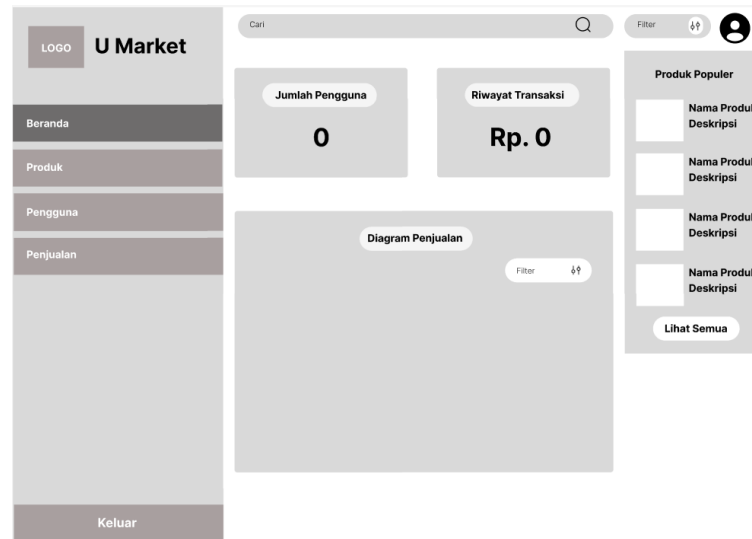 LOGO
U Market
Beranda
Produk
Pengguna
Penjualan
Keluar
Cari
Filter
Jumlah Pengguna
0
Riwayat Transaksi
Rp. 0
Diagram Penjualan
Filter
Produk Populer
Nama Produk
Deskripsi
Nama Produk
Deskripsi
Nama Produk
Deskripsi
Nama Produk
Deskripsi
Lihat Semua